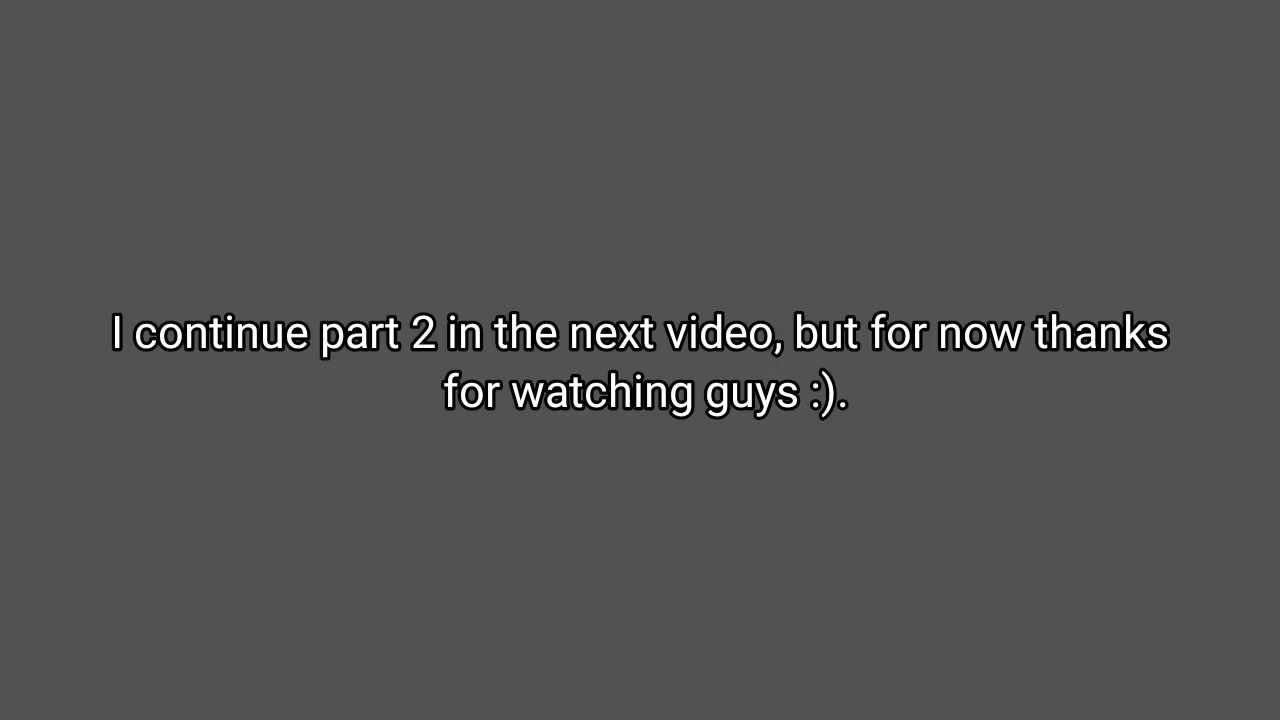 I continue part 2 in the next video, but for now thanks
for watching guys :).